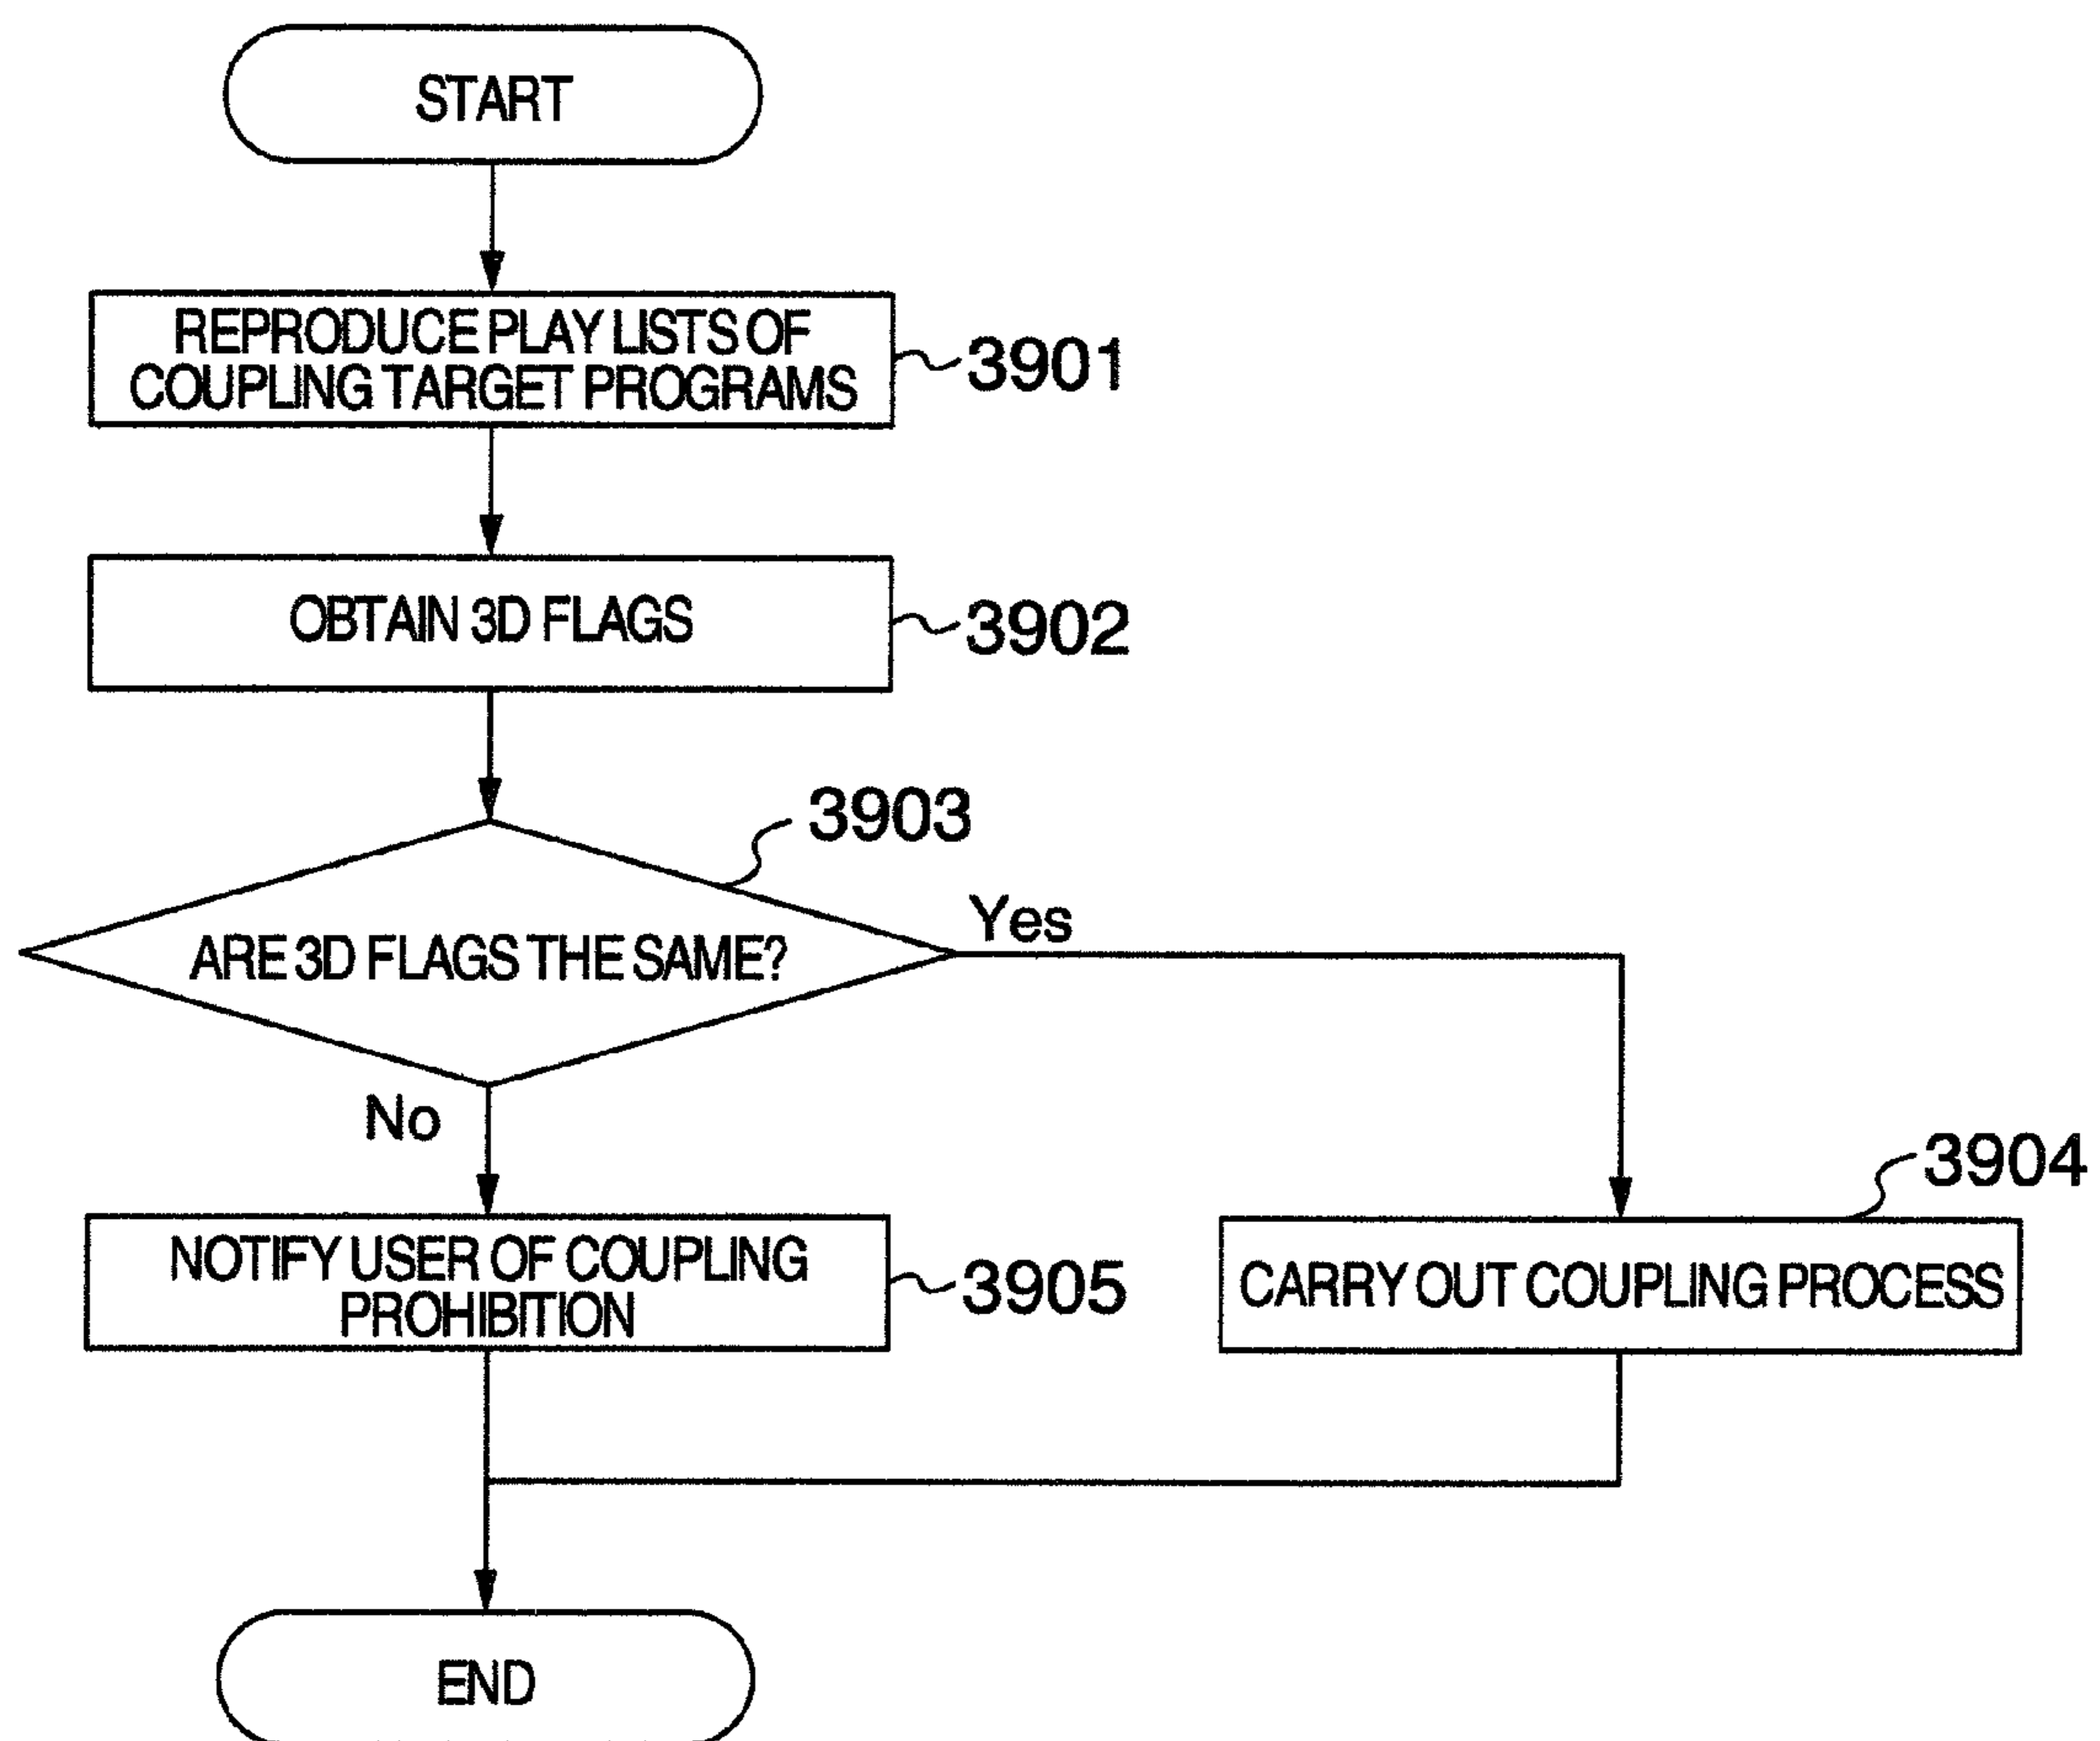 START
REPRODUCE PLAY LISTS OF
COUPLING TARGET PROGRAMS
3901
OBTAIN 3D FLAGS
3902
3903
ARE 3D FLAGS THE SAME?
Yes
No
NOTIFY USER OF COUPLING
PROHIBITION
3905
3904
CARRY OUT COUPLING PROCESS
END